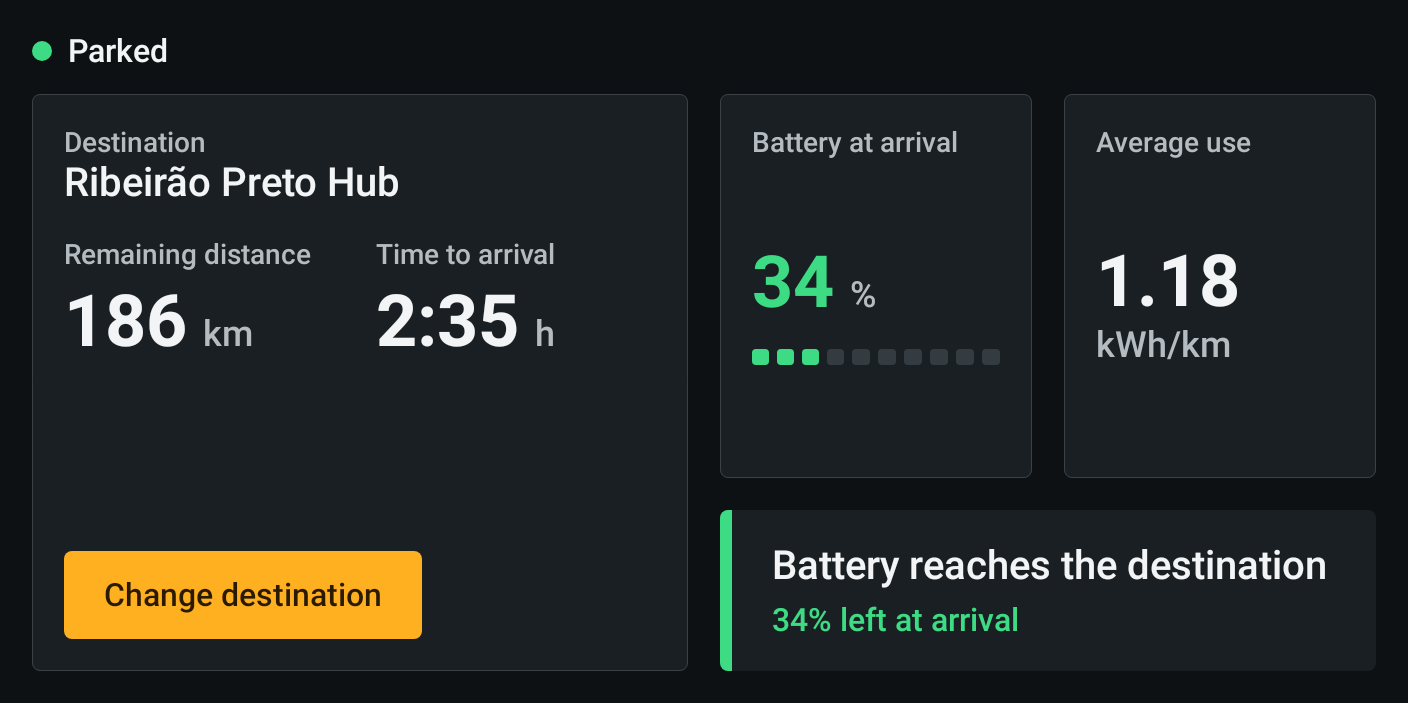 Parked
Destination
Ribeirão Preto Hub
Remaining distance
186 km
Time to arrival
2:35 h
Change destination
Battery at arrival
34 %
Average use
1.18
kWh/km
Battery reaches the destination
34% left at arrival